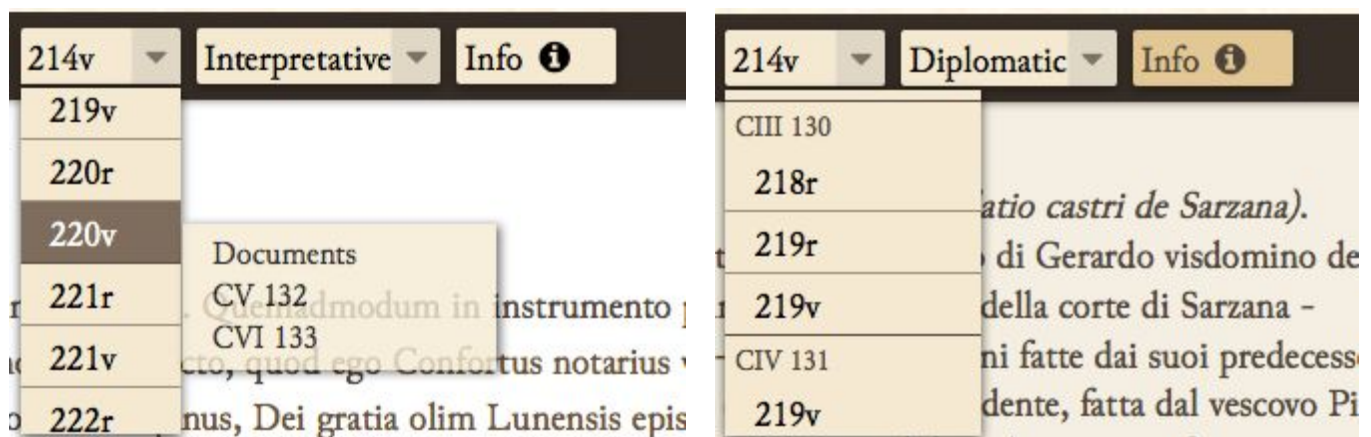 214v Interpretative Info
219v
220r
220v
221r
221v
222r
Documents
CV 132
CVI 133
. Quemadmodum in instrumento
cto, quod ego Confortus notarius
nus, Dei gratia olim Lunensis epis
214v Diplomatic Info
CIII 130
218r
219r
219v
CIV 131
219v
atio castri de Sarzana).
di Gerardo visdomino de
della corte di Sarzana -
ni fatte dai suoi predecess
dente, fatta dal vescovo Pi